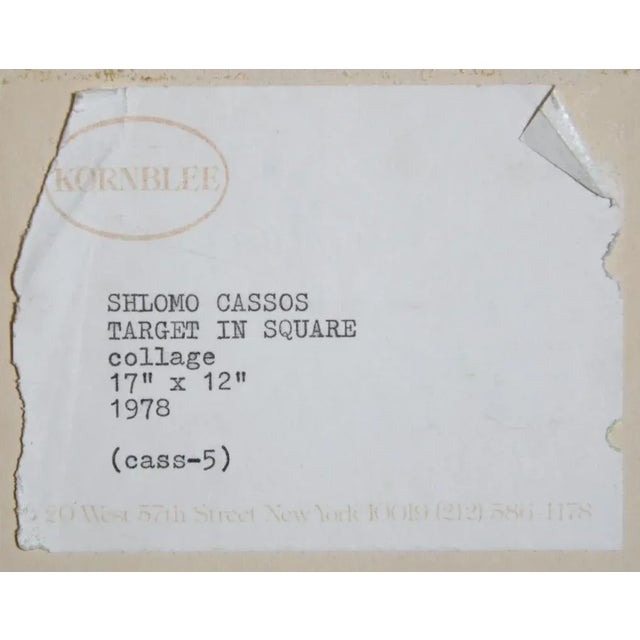 KORNBLEE
SHLOMO CASSOS
TARGET IN SQUARE
collage
17" x 12"
1978
(cass-5)
20 West 57th Street New York 10019 (212) 586-1178